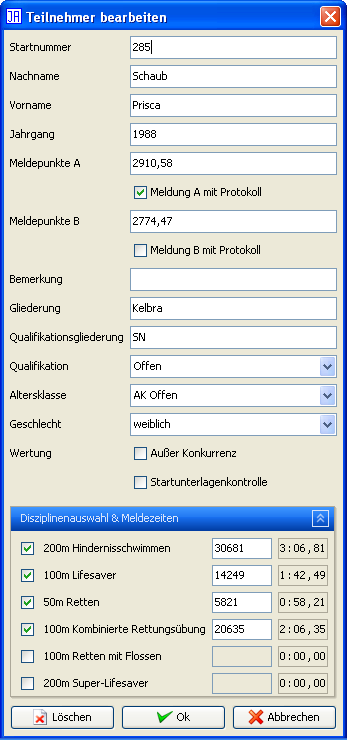 JA Teilnehmer bearbeiten
Startnummer 285
Nachname Schaub
Vorname Prisca
Jahrgang 1988
Meldepunkte A 2910,58
Meldung A mit Protokoll
Meldepunkte B 2774,47
Meldung B mit Protokoll
Bemerkung
Gliederung Kelbra
Qualifikationsgliederung SN
Qualifikation Offen
Altersklasse AK Offen
Geschlecht weiblich
Wertung Außer Konkurrenz
Startunterlagenkontrolle
Disziplinenauswahl & Meldezeiten
200m Hindernisschwimmen 30681 3:06,81
100m Lifesaver 14249 1:42,49
50m Retten 5821 0:58,21
100m Kombinierte Rettungsübung 20635 2:06,35
100m Retten mit Flossen 0:00,00
200m Super-Lifesaver 0:00,00
Löschen Ok Abbrechen